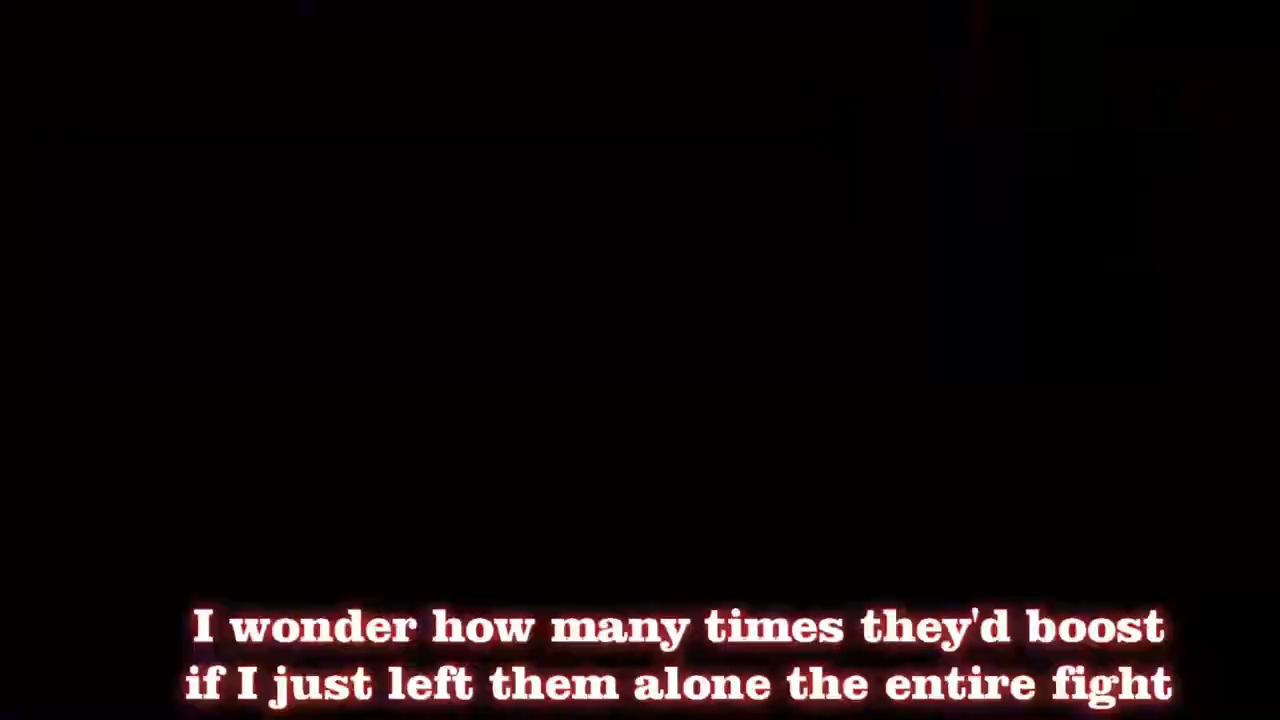 I wonder how many times they'd boost
if I just left them alone the entire fight